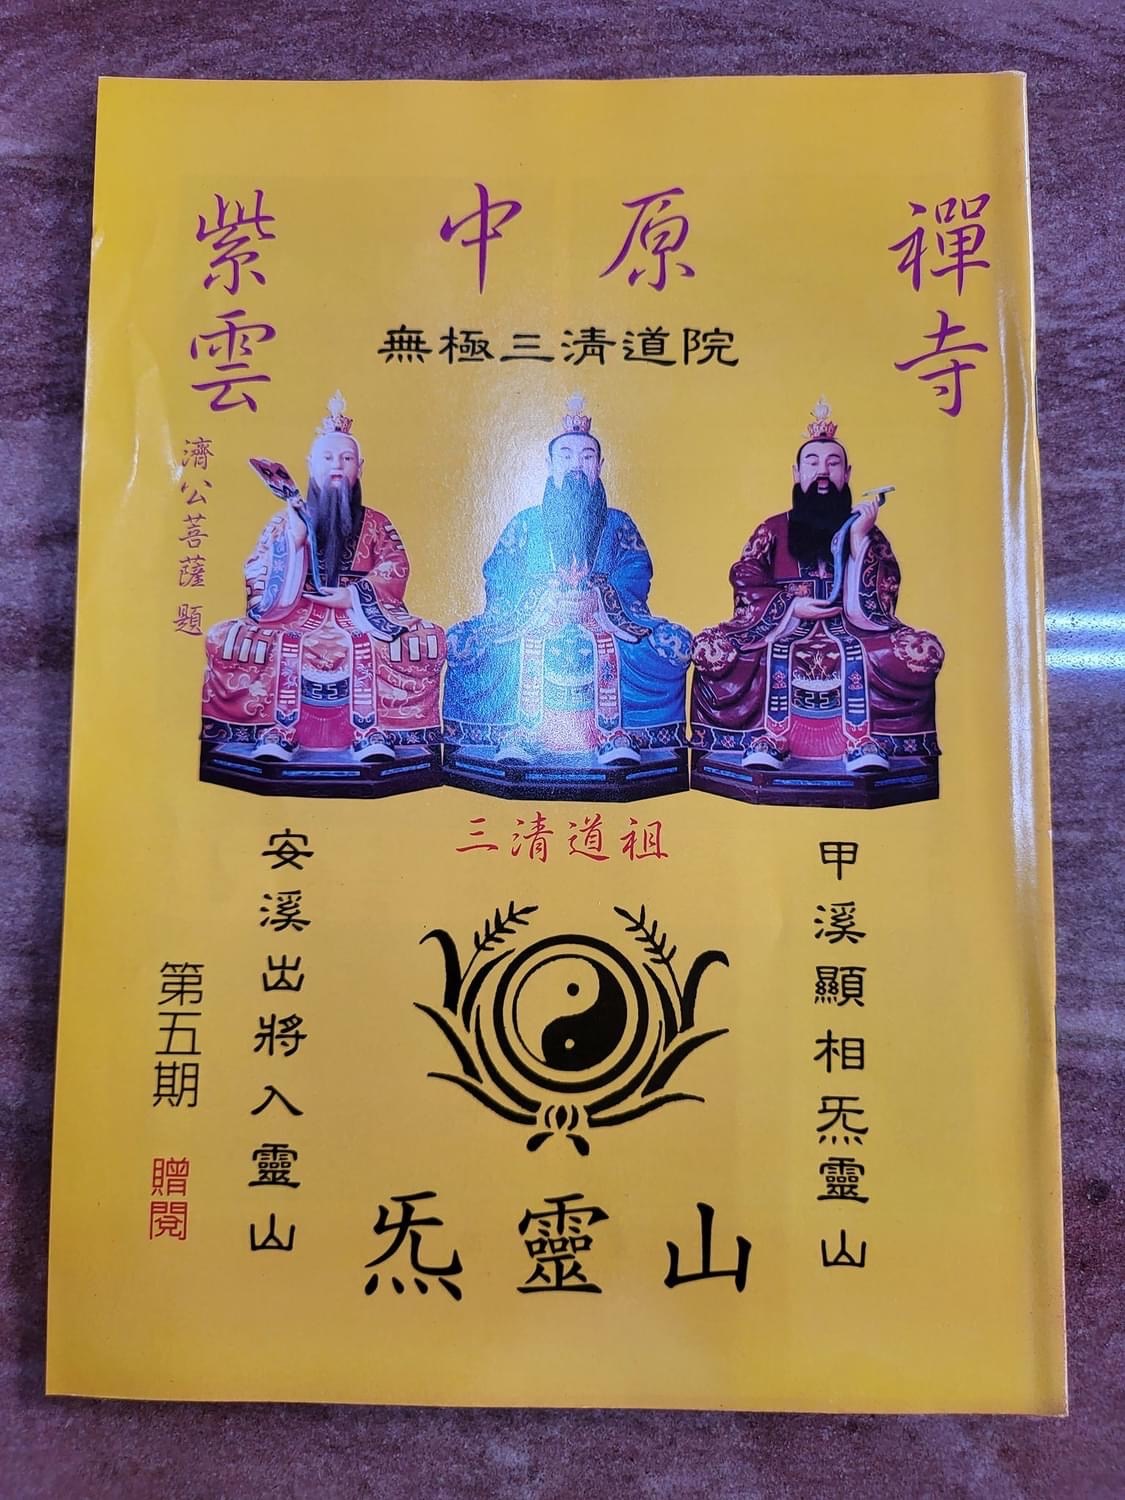 紫雲
中原
禪寺
無極三清道院
濟公菩薩題
三清道祖
甲溪顯相炁靈山
安溪出將入靈山
第五期
贈閱
炁靈山